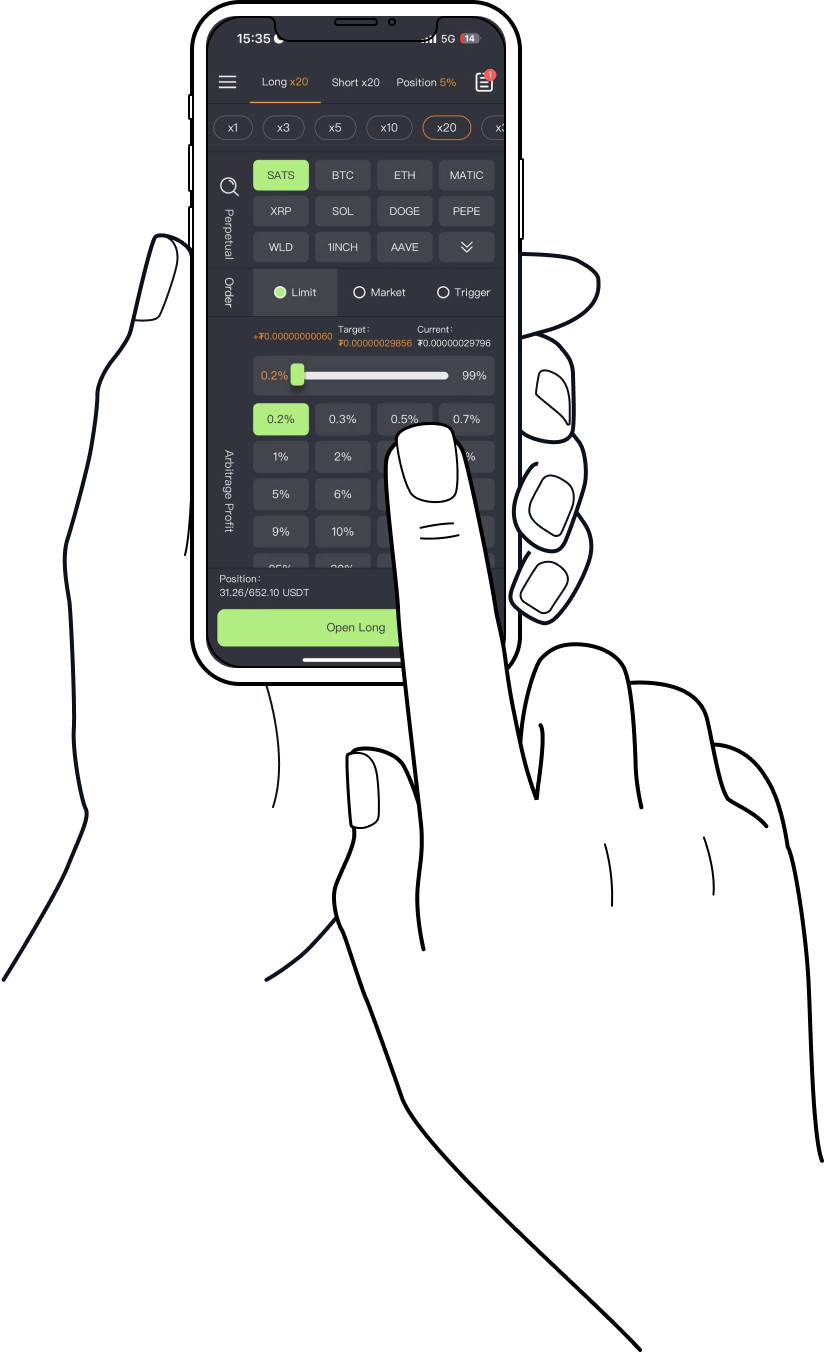 15:35 5G 14
Long x20 Short x20 Position 5% 1
x1 x3 x5 x10 x20
SATS BTC ETH MATIC
XRP SOL DOGE PEPE
Perpetual
WLD 1INCH AAVE
Order
Limit Market Trigger
+₮0.00000000060
Target: Current:
₮0.00000029856 ₮0.00000029796
0.2% 99%
0.2% 0.3% 0.5% 0.7%
1% 2%
Arbitrage Profit
5% 6%
9% 10%
Position:
31.26/652.10 USDT
Open Long